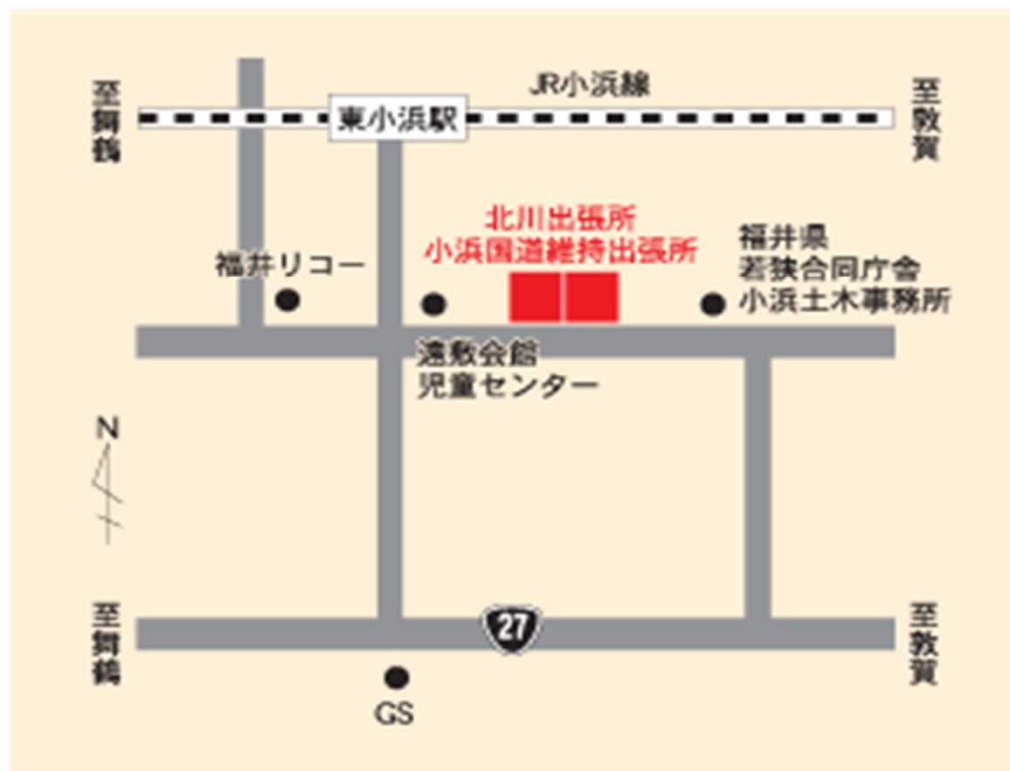 JR小浜線
至舞鶴
東小浜駅
至敦賀
北川出張所
小浜国道維持出張所
福井県
若狭合同庁舎
小浜土木事務所
福井リコー
遠敷会館
児童センター
N
至舞鶴
27
至敦賀
GS